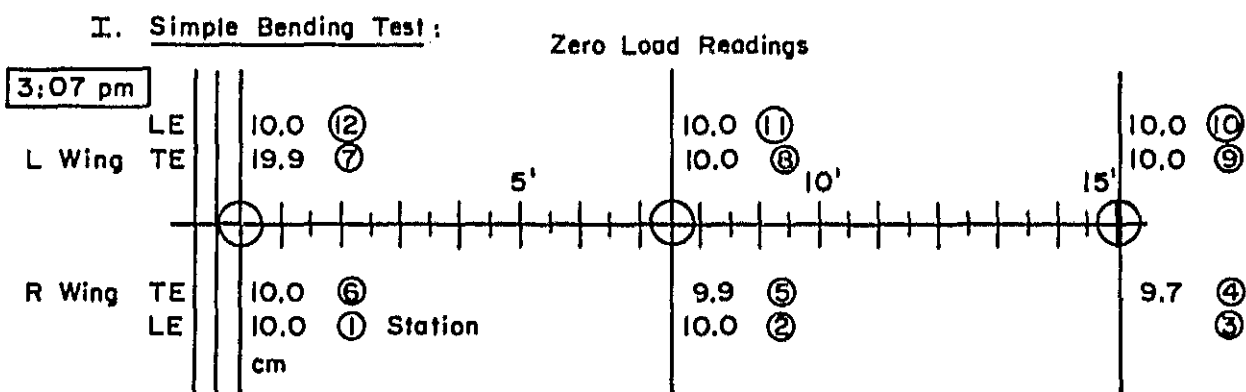 I. Simple Bending Test:
Zero Load Readings
3:07 pm
LE 10.0 ⑫ 10.0 ⑪ 10.0 ⑩
L Wing TE 19.9 ⑦ 10.0 ⑧ 10.0 ⑨
5' 10' 15'
R Wing TE 10.0 ⑥ 9.9 ⑤ 9.7 ④
LE 10.0 ① Station 10.0 ② ③
cm